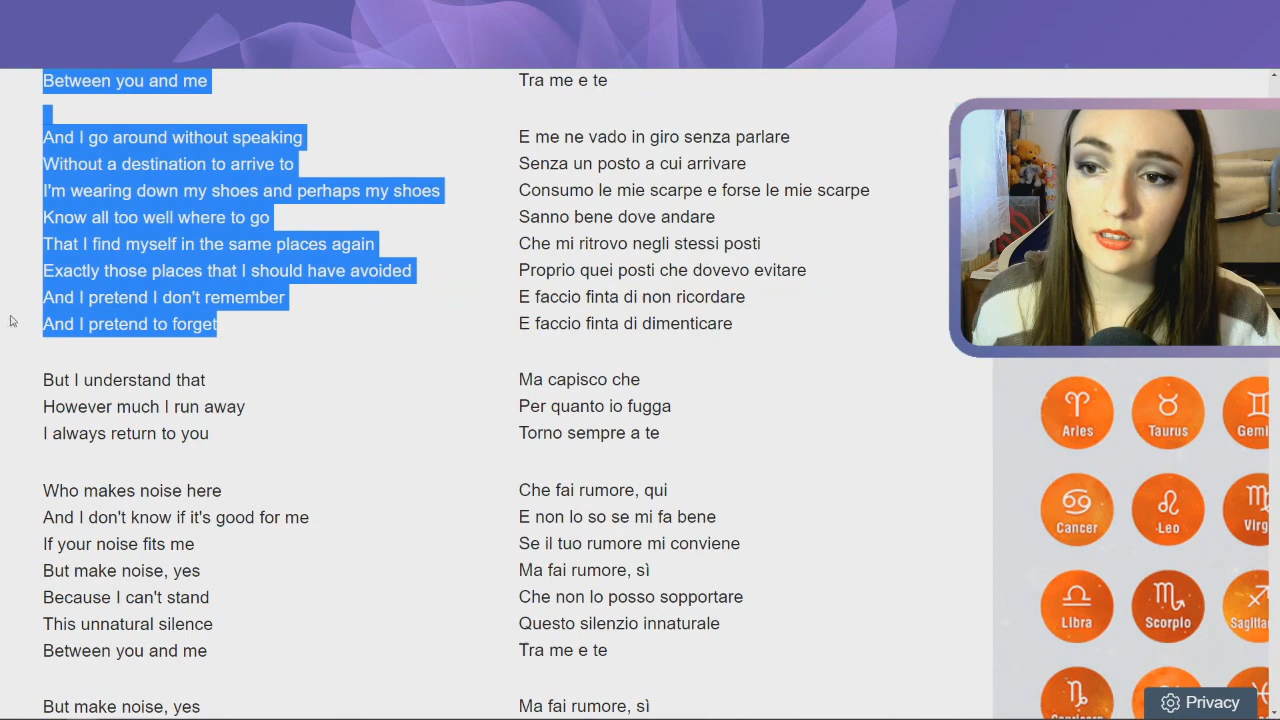 Between you and me
And I go around without speaking
Without a destination to arrive to
I'm wearing down my shoes and perhaps my shoes
Know all too well where to go
That I find myself in the same places again
Exactly those places that I should have avoided
And I pretend I don't remember
And I pretend to forget
But I understand that
However much I run away
I always return to you
Who makes noise here
And I don't know if it's good for me
If your noise fits me
But make noise, yes
Because I can't stand
This unnatural silence
Between you and me
But make noise, yes
Tra me e te
E me ne vado in giro senza parlare
Senza un posto a cui arrivare
Consumo le mie scarpe e forse le mie scarpe
Sanno bene dove andare
Che mi ritrovo negli stessi posti
Proprio quei posti che dovevo evitare
E faccio finta di non ricordare
E faccio finta di dimenticare
Ma capisco che
Per quanto io fugga
Torno sempre a te
Che fai rumore, qui
E non lo so se mi fa bene
Se il tuo rumore mi conviene
Ma fai rumore, sì
Che non lo posso sopportare
Questo silenzio innaturale
Tra me e te
Ma fai rumore, sì
Aries
Taurus
Gemi
Cancer
Leo
Virg
Libra
Scorpio
Sagitta
Privacy